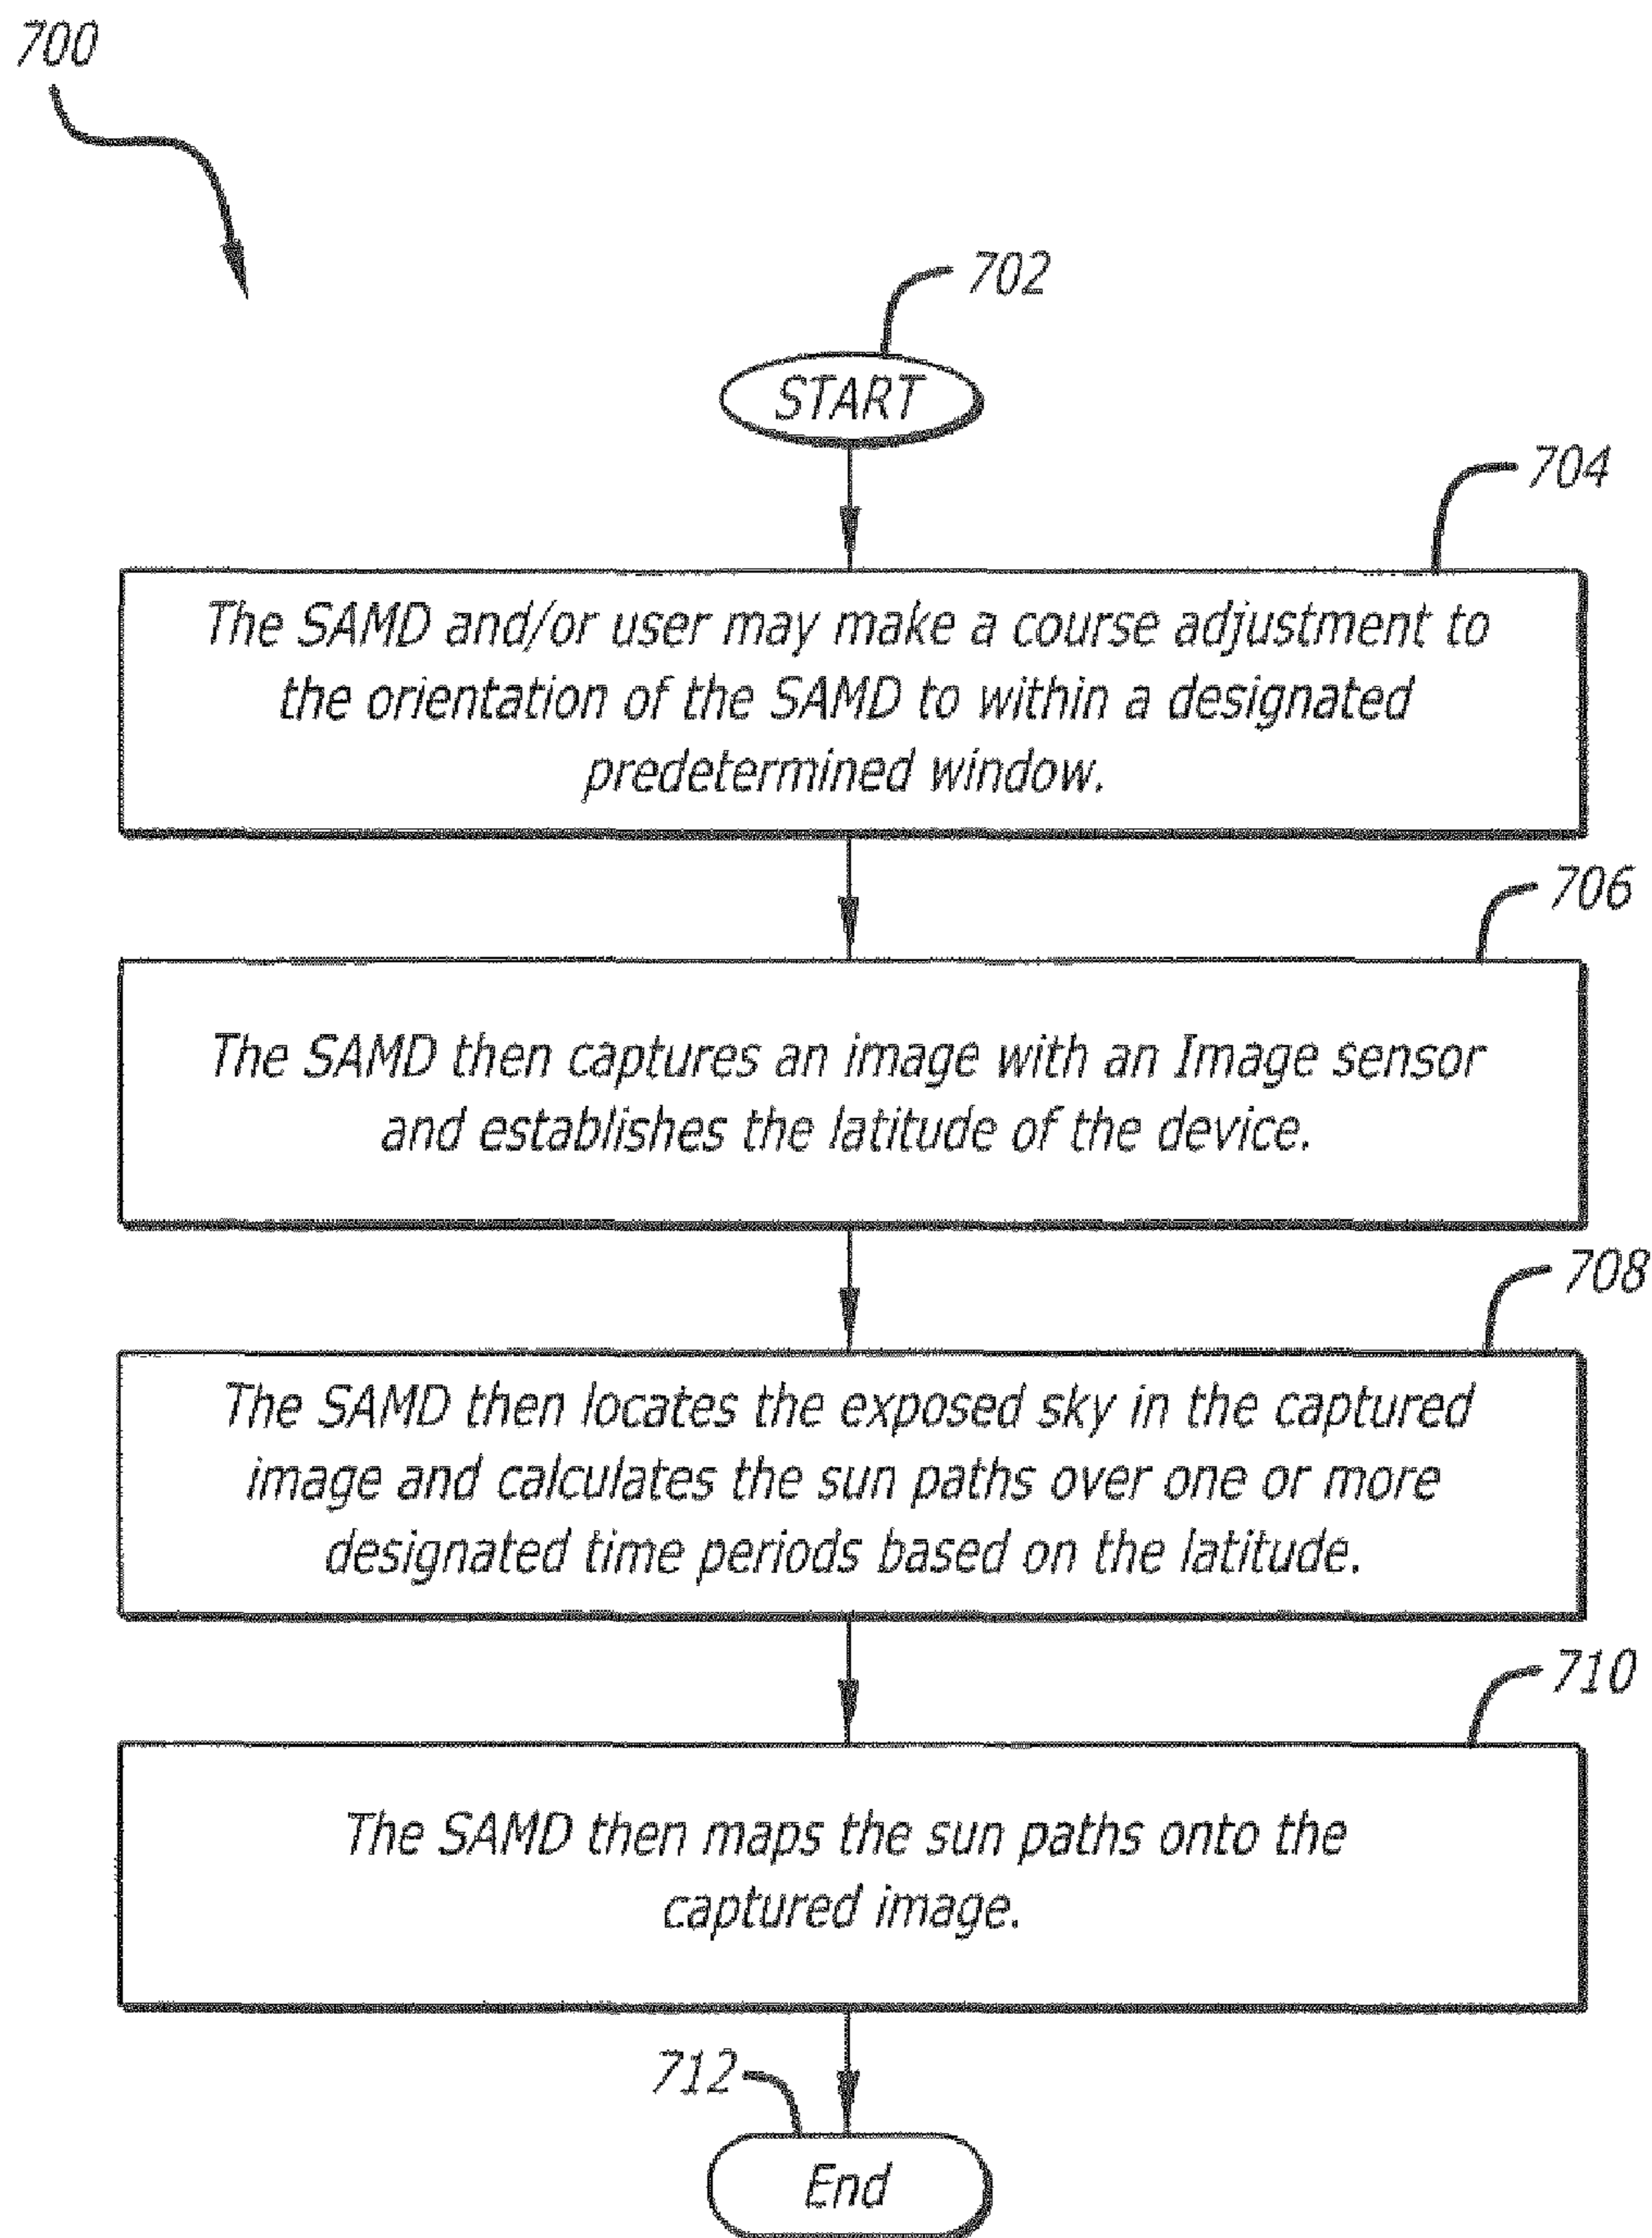 700
702
START
704
The SAMD and/or user may make a course adjustment to
the orientation of the SAMD to within a designated
predetermined window.
706
The SAMD then captures an image with an Image sensor
and establishes the latitude of the device.
708
The SAMD then locates the exposed sky in the captured
image and calculates the sun paths over one or more
designated time periods based on the latitude.
710
The SAMD then maps the sun paths onto the
captured image.
712
End